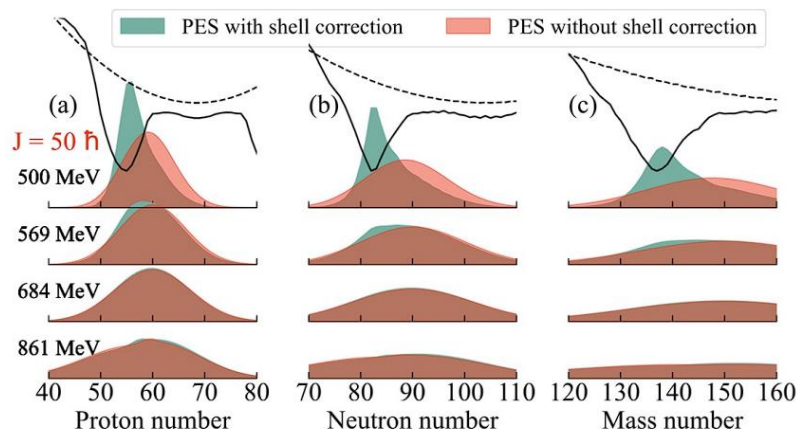 PES with shell correction PES without shell correction
(a) (b) (c)
J = 50 ħ
500 MeV
569 MeV
684 MeV
861 MeV
40 50 60 70 80 70 80 90 100 110 120 130 140 150 160
Proton number Neutron number Mass number